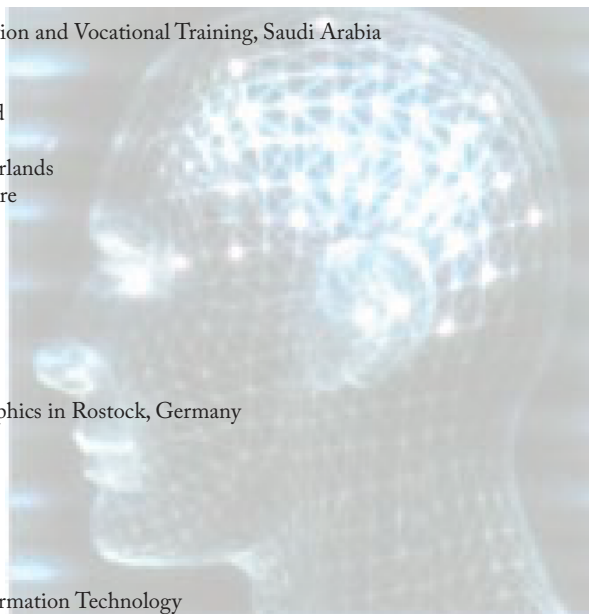 ion and Vocational Training, Saudi Arabia
d
rlands
re
phics in Rostock, Germany
rmation Technology